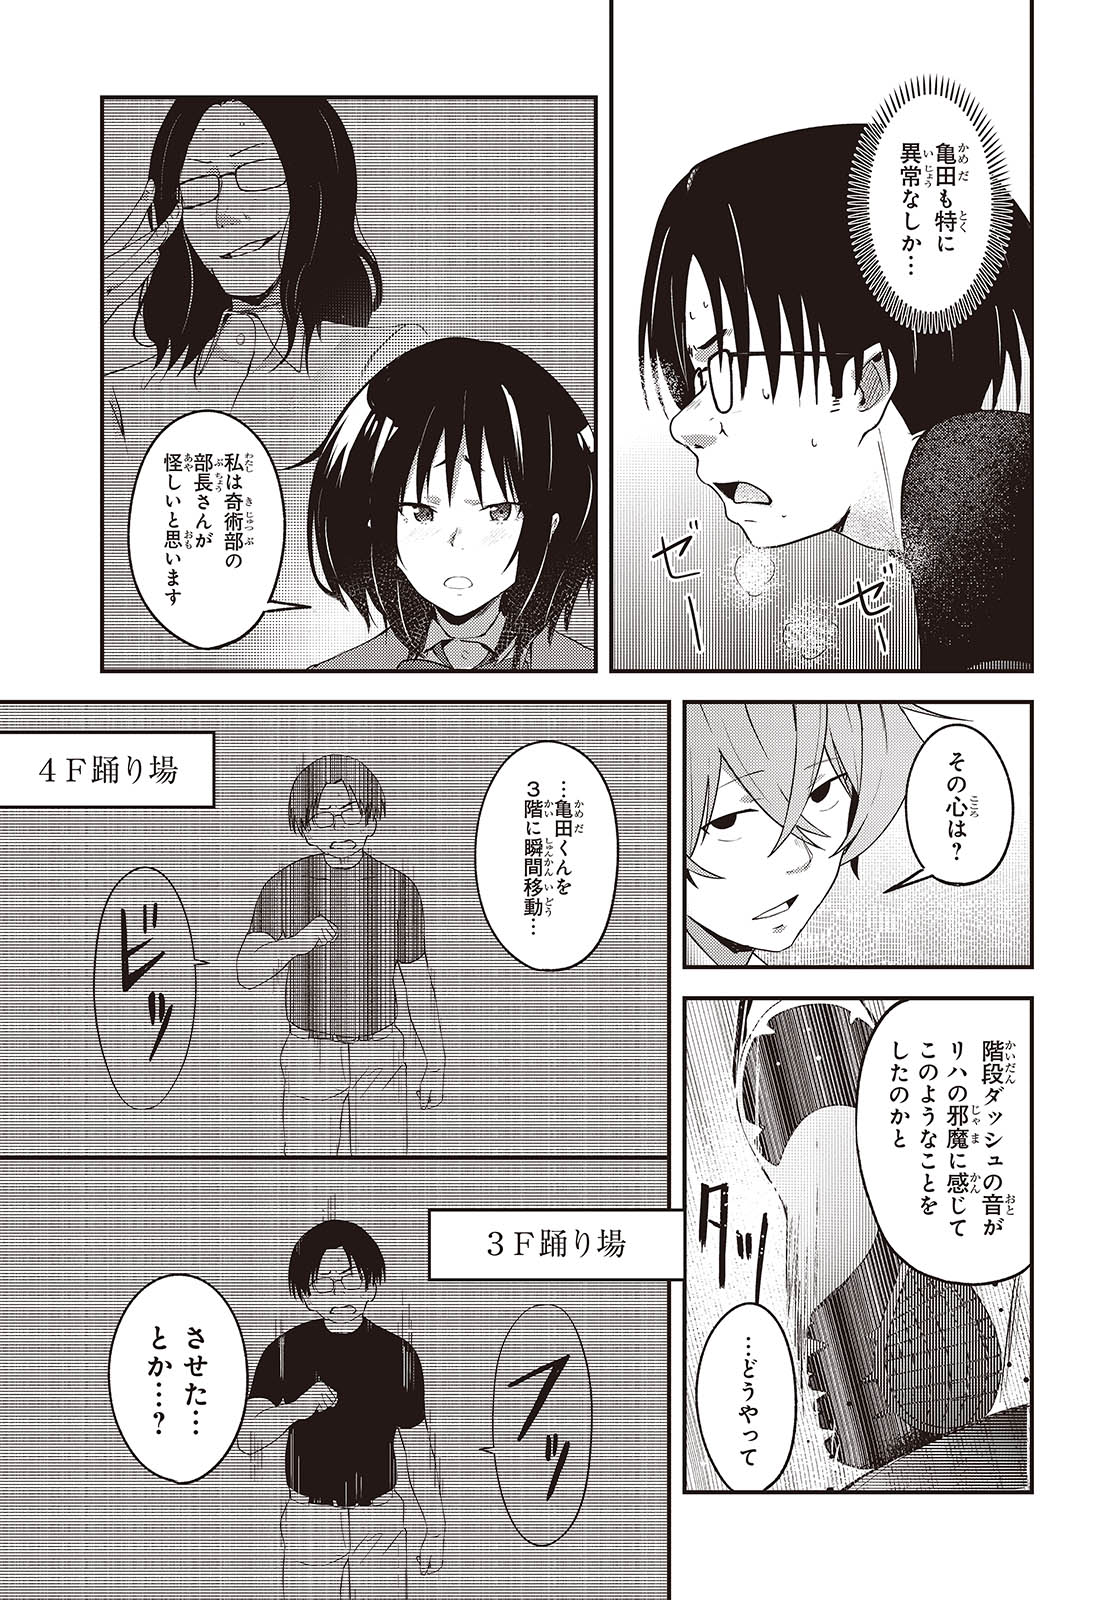 亀田も特に
異常なしか…
ゼー
ゼー
私は奇術部の
部長さんが
怪しいと思います
その心は?
階段ダッシュの音が
リハの邪魔に感じて
このようなことを
したのかと
ダッ
…どうやって
…亀田くんを
3階に瞬間移動…
4F踊り場
ビッ
3F踊り場
フッ
させた…
とか…?